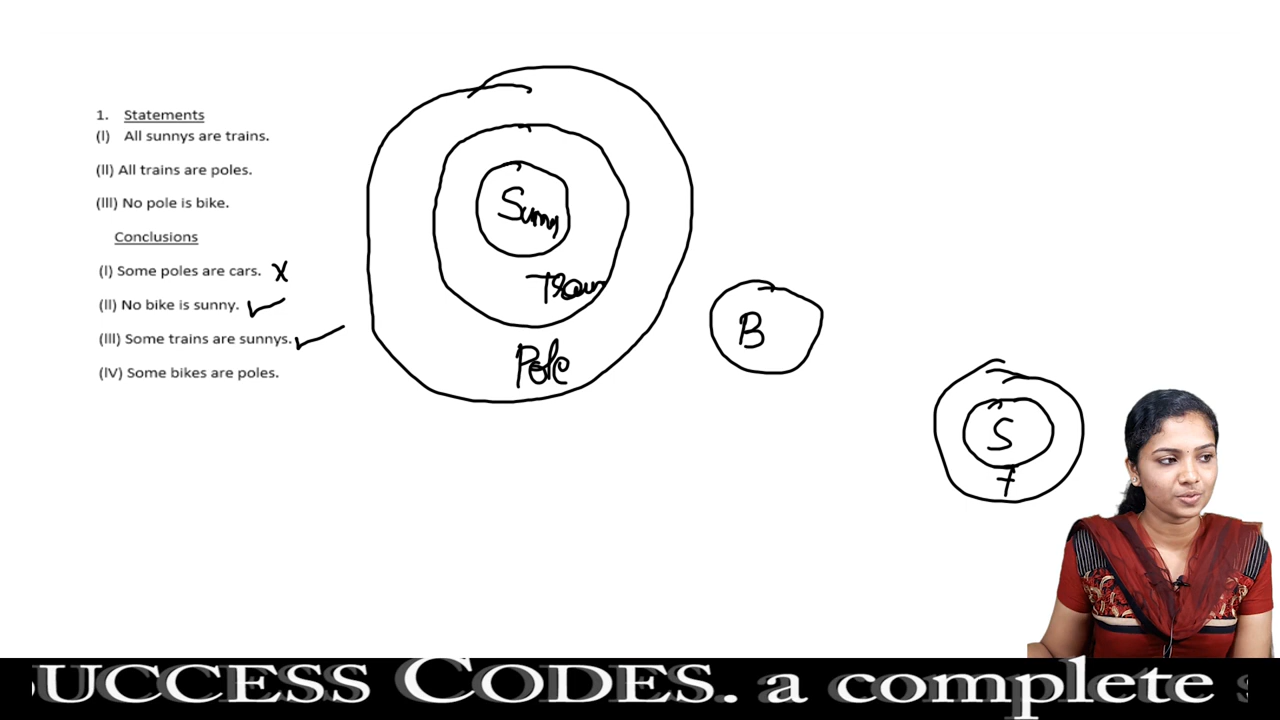 1. Statements
(I) All sunnys are trains.
(II) All trains are poles.
(III) No pole is bike.
Conclusions
(I) Some poles are cars. X
(II) No bike is sunny. ✓
(III) Some trains are sunnys. ✓
(IV) Some bikes are poles.
Sunny
Train
Pole
B
S
T
SUCCESS CODES. a complete s